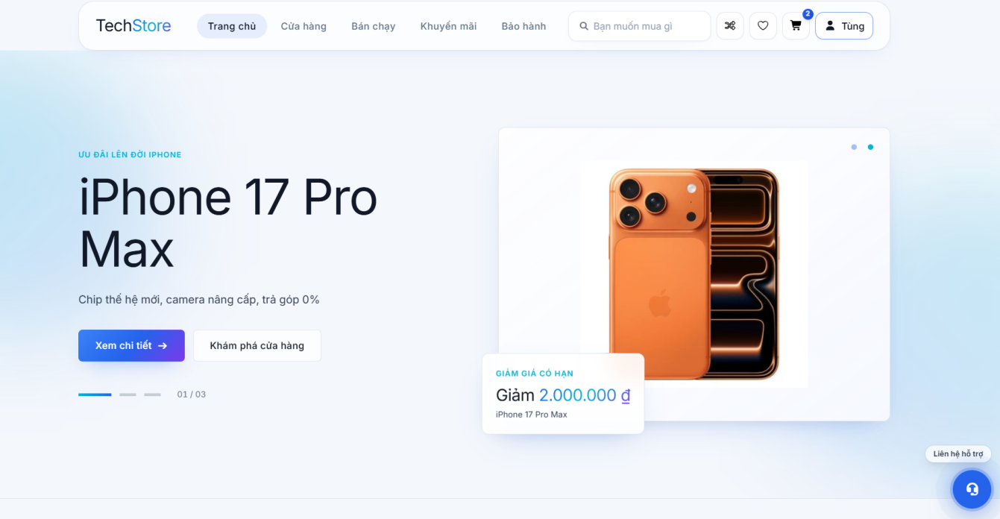 TechStore
Trang chủ
Cửa hàng
Bán chạy
Khuyến mãi
Bảo hành
Bạn muốn mua gì
2
Tùng
ƯU ĐÃI LÊN ĐỜI IPHONE
iPhone 17 Pro
Max
Chip thế hệ mới, camera nâng cấp, trả góp 0%
Xem chi tiết →
Khám phá cửa hàng
01 / 03
GIẢM GIÁ CÓ HẠN
Giảm 2.000.000 ₫
iPhone 17 Pro Max
Liên hệ hỗ trợ